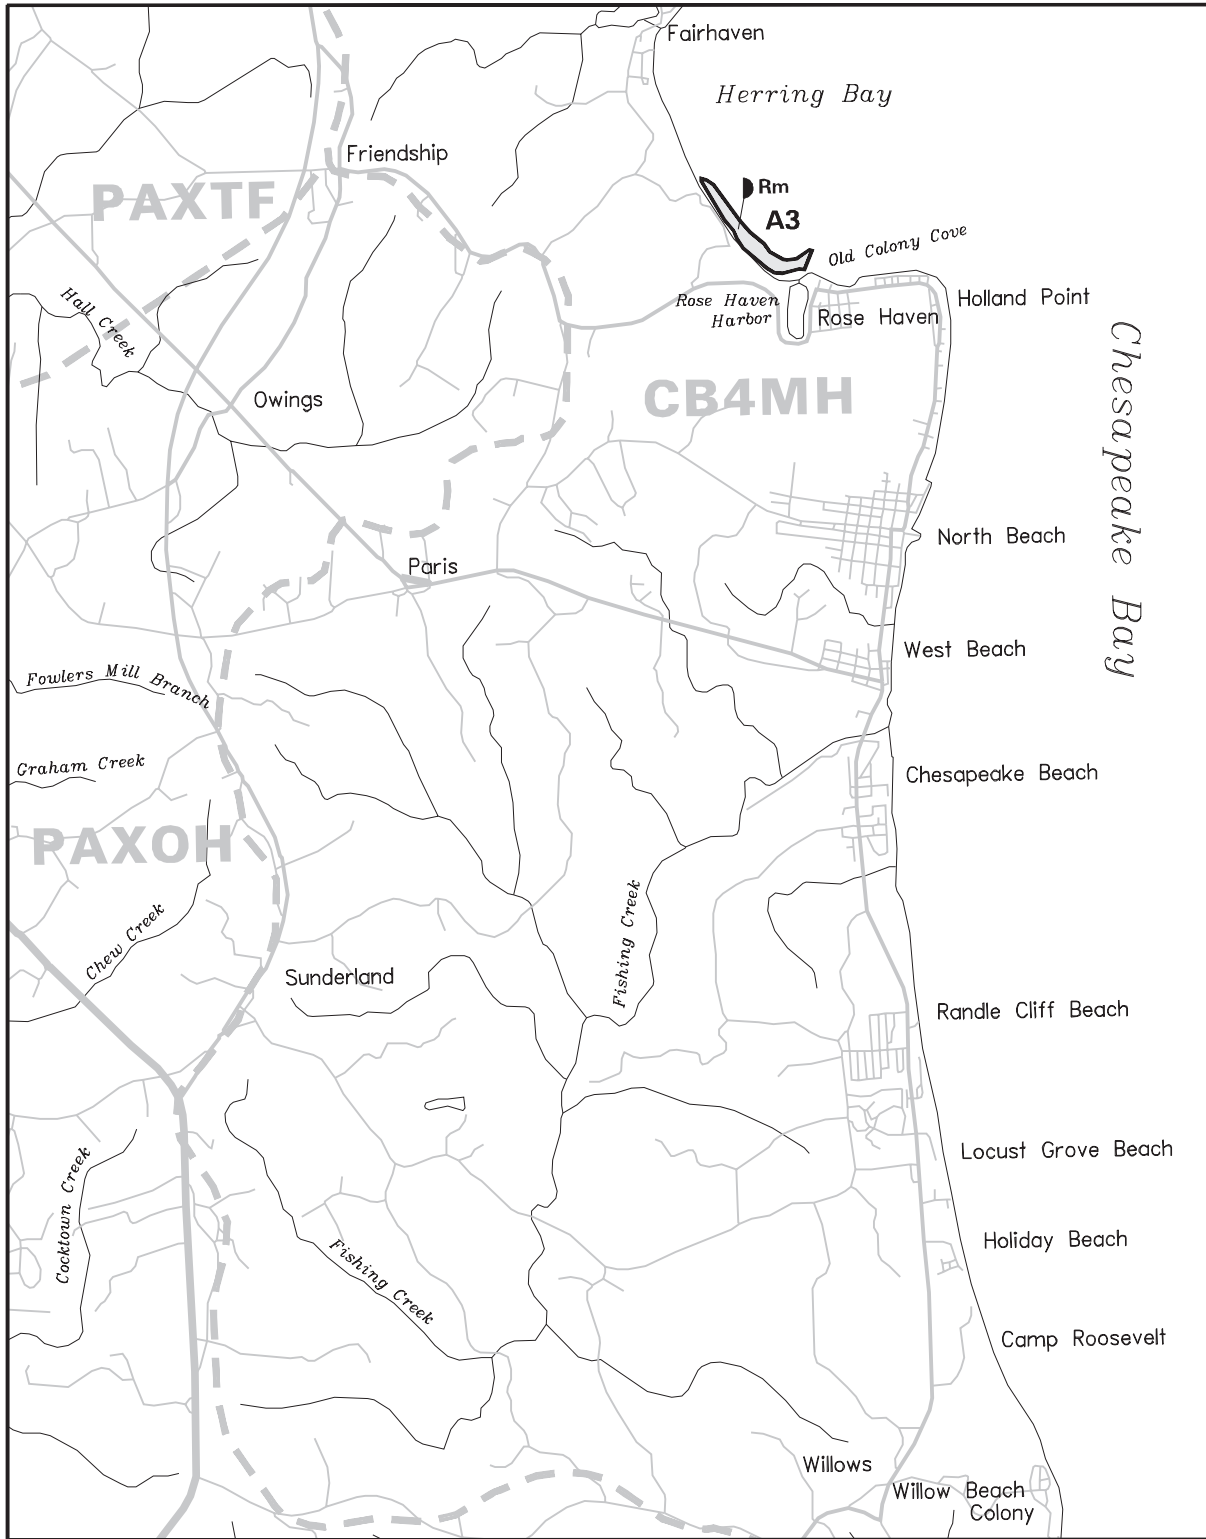 Fairhaven
Herring Bay
Friendship
Rm
PAXTF
A3
Old Colony Cove
Hall Creek
Rose Haven
Harbor
Rose Haven
Holland Point
Chesapeake Bay
Owings
CB4MH
North Beach
Paris
West Beach
Fowlers Mill Branch
Graham Creek
Chesapeake Beach
PAXOH
Chew Creek
Fishing Creek
Sunderland
Randle Cliff Beach
Locust Grove Beach
Cocktown Creek
Holiday Beach
Fishing Creek
Camp Roosevelt
Willows
Willow Beach
Colony